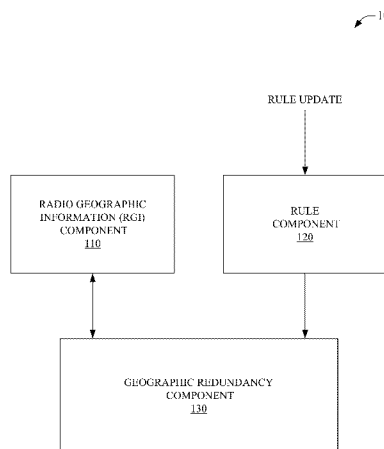 RULE UPDATE
RADIO GEOGRAPHIC
INFORMATION (RGI)
COMPONENT
110
RULE
COMPONENT
120
GEOGRAPHIC REDUNDANCY
COMPONENT
130